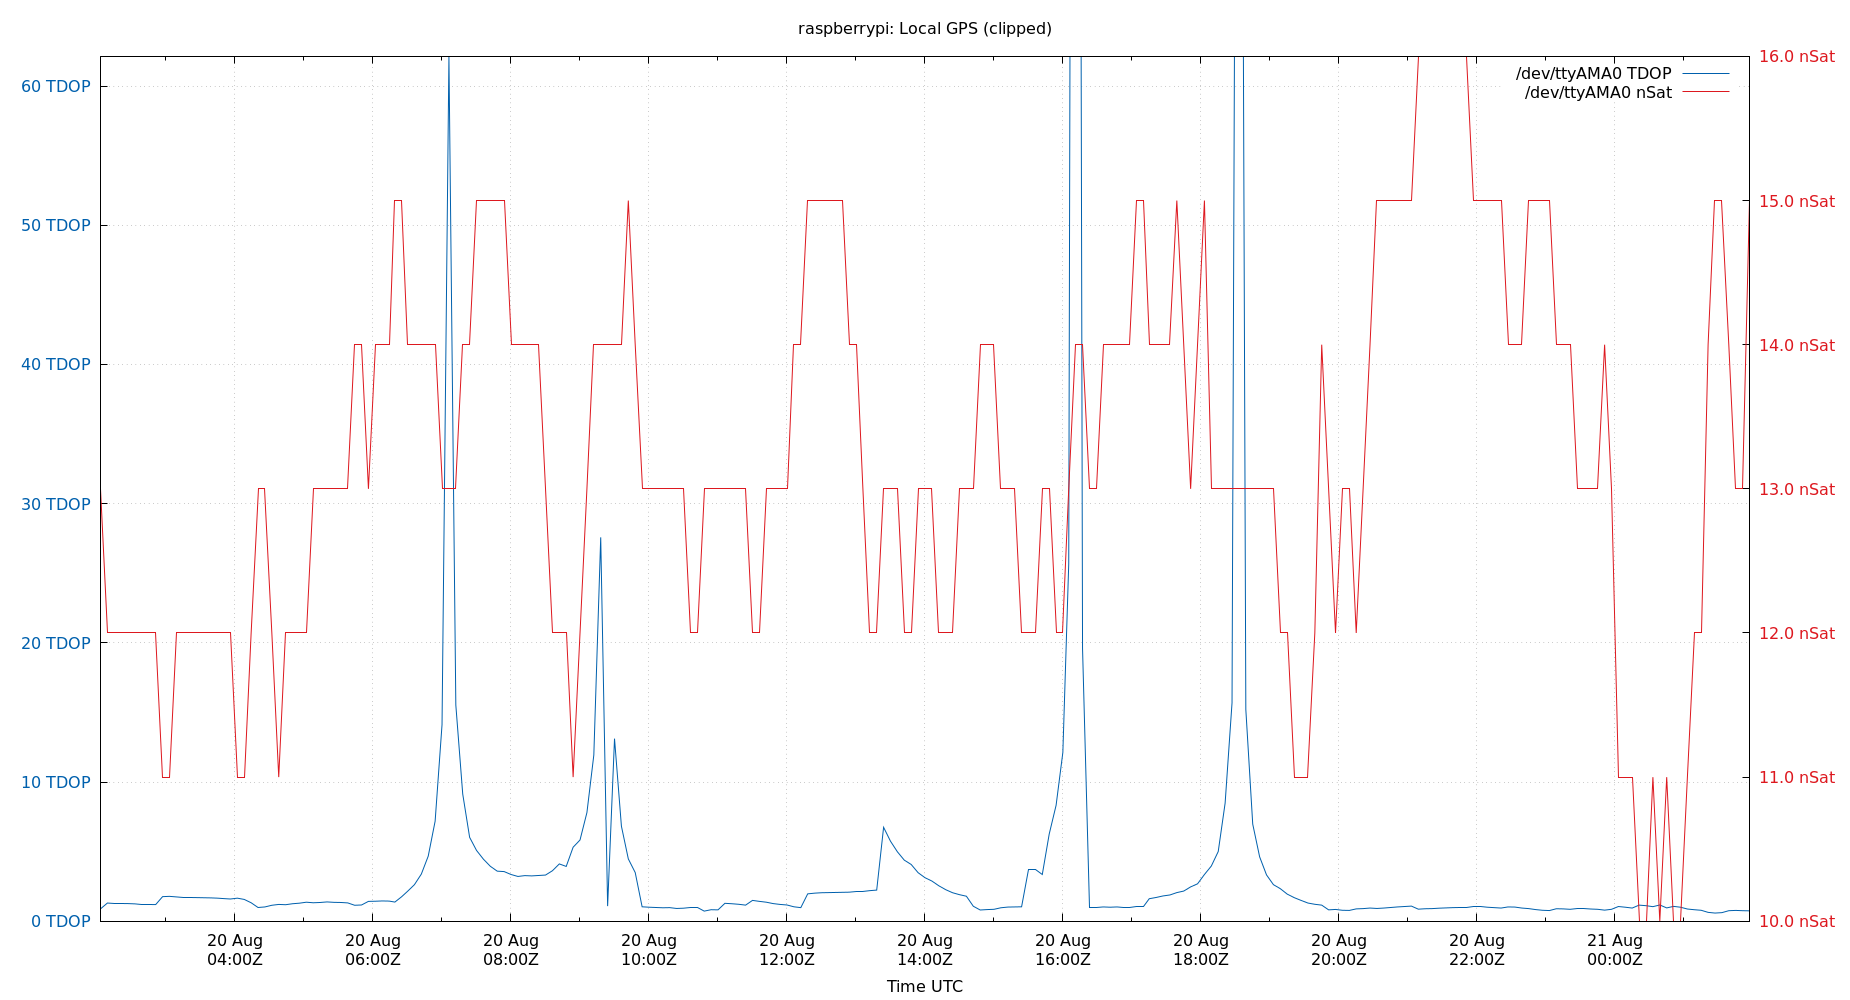 raspberrypi: Local GPS (clipped)
/dev/ttyAMA0 TDOP
/dev/ttyAMA0 nSat
60 TDOP
50 TDOP
40 TDOP
30 TDOP
20 TDOP
10 TDOP
0 TDOP
16.0 nSat
15.0 nSat
14.0 nSat
13.0 nSat
12.0 nSat
11.0 nSat
10.0 nSat
20 Aug
04:00Z
20 Aug
06:00Z
20 Aug
08:00Z
20 Aug
10:00Z
20 Aug
12:00Z
20 Aug
14:00Z
20 Aug
16:00Z
20 Aug
18:00Z
20 Aug
20:00Z
20 Aug
22:00Z
21 Aug
00:00Z
Time UTC